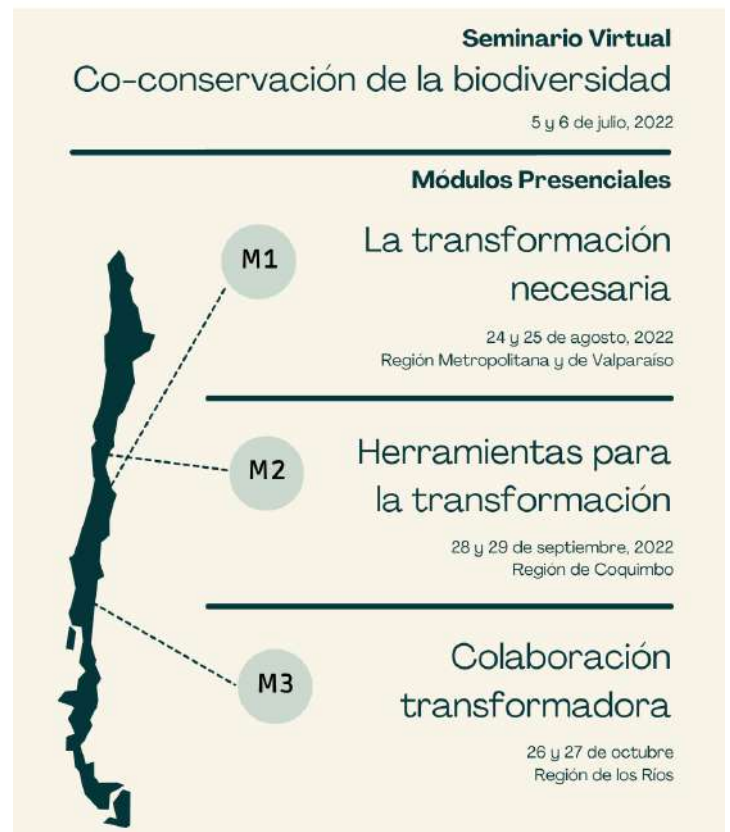 Seminario Virtual
Co-conservación de la biodiversidad
5 y 6 de julio, 2022
Módulos Presenciales
M1
La transformación
necesaria
24 y 25 de agosto, 2022
Región Metropolitana y de Valparaíso
M2
Herramientas para
la transformación
28 y 29 de septiembre, 2022
Región de Coquimbo
M3
Colaboración
transformadora
26 y 27 de octubre
Región de los Ríos